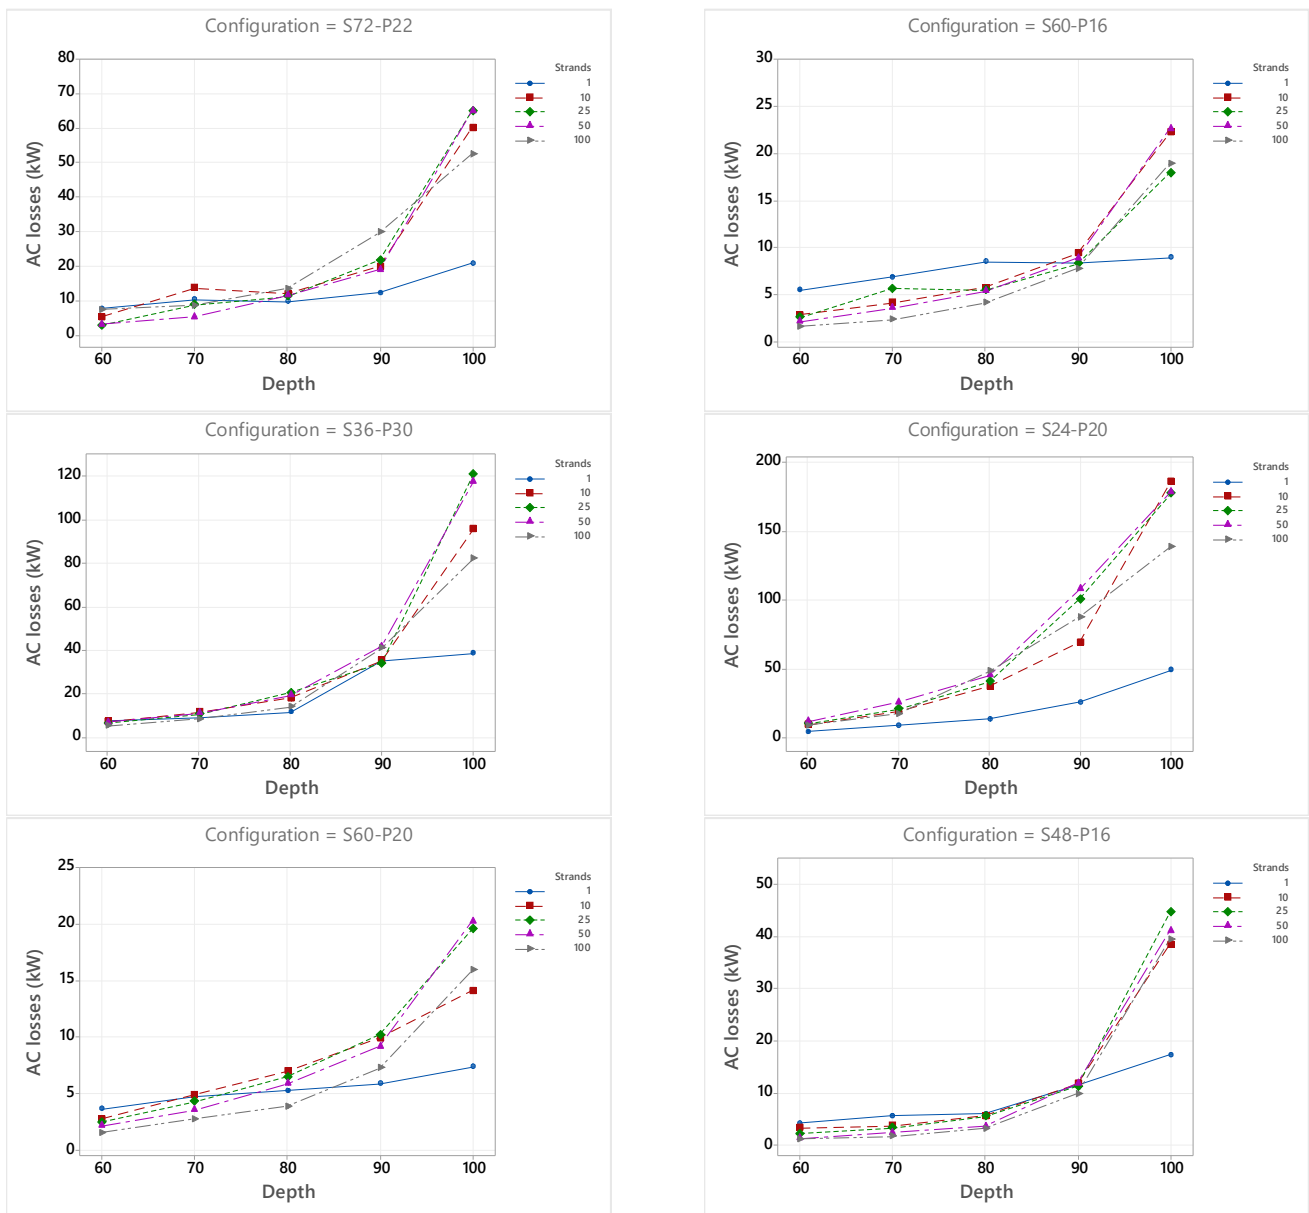 Configuration = S72-P22
AC losses (kW)
80
70
60
50
40
30
20
10
0
60 70 80 90 100
Depth
Strands
1
10
25
50
100
Configuration = S60-P16
AC losses (kW)
30
25
20
15
10
5
0
60 70 80 90 100
Depth
Strands
1
10
25
50
100
Configuration = S36-P30
AC losses (kW)
120
100
80
60
40
20
0
60 70 80 90 100
Depth
Strands
1
10
25
50
100
Configuration = S24-P20
AC losses (kW)
200
150
100
50
0
60 70 80 90 100
Depth
Strands
1
10
25
50
100
Configuration = S60-P20
AC losses (kW)
25
20
15
10
5
0
60 70 80 90 100
Depth
Strands
1
10
25
50
100
Configuration = S48-P16
AC losses (kW)
50
40
30
20
10
0
60 70 80 90 100
Depth
Strands
1
10
25
50
100